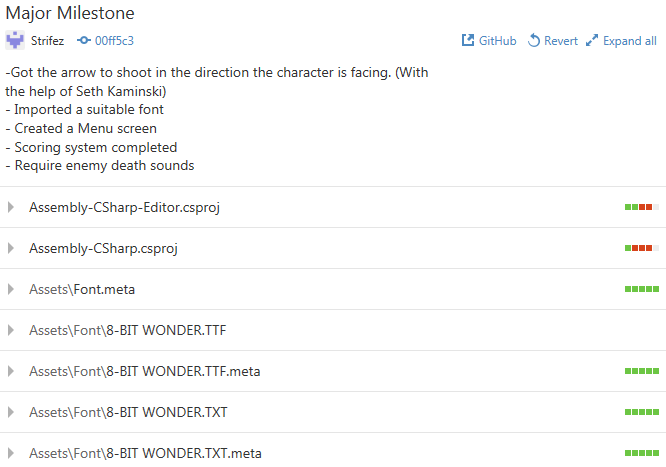 Major Milestone
Strifez 00ff5c3 GitHub Revert Expand all
-Got the arrow to shoot in the direction the character is facing. (With
the help of Seth Kaminski)
- Imported a suitable font
- Created a Menu screen
- Scoring system completed
- Require enemy death sounds
Assembly-CSharp-Editor.csproj
Assembly-CSharp.csproj
Assets\Font.meta
Assets\Font\8-BIT WONDER.TTF
Assets\Font\8-BIT WONDER.TTF.meta
Assets\Font\8-BIT WONDER.TXT
Assets\Font\8-BIT WONDER.TXT.meta